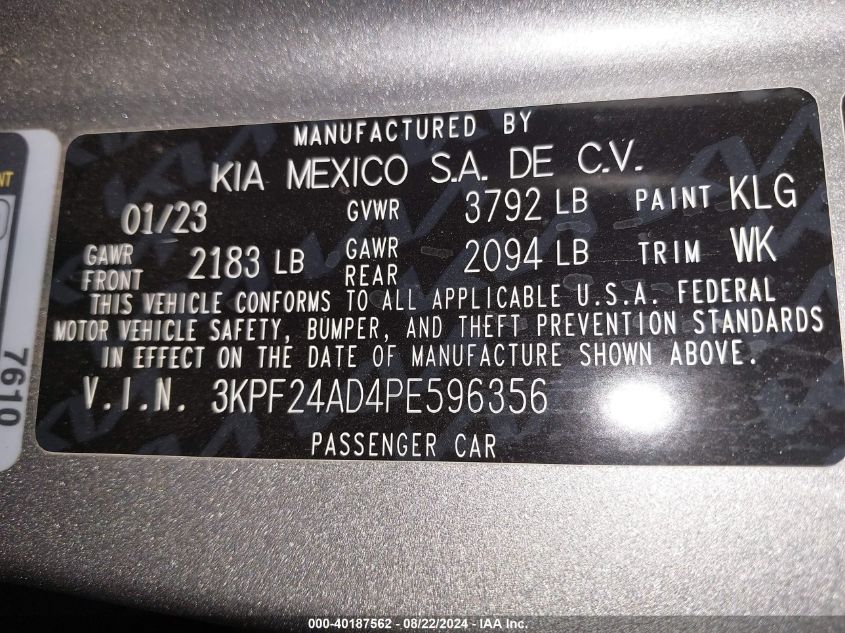 MANUFACTURED BY
KIA MEXICO S.A. DE C.V.
01/23 GVWR 3792 LB PAINT KLG
GAWR FRONT 2183 LB GAWR REAR 2094 LB TRIM WK
THIS VEHICLE CONFORMS TO ALL APPLICABLE U.S.A. FEDERAL
MOTOR VEHICLE SAFETY, BUMPER, AND THEFT PREVENTION STANDARDS
IN EFFECT ON THE DATE OF MANUFACTURE SHOWN ABOVE.
V.I.N. 3KPF24AD4PE596356
PASSENGER CAR
7610
000-40187562 - 08/22/2024 - IAA Inc.